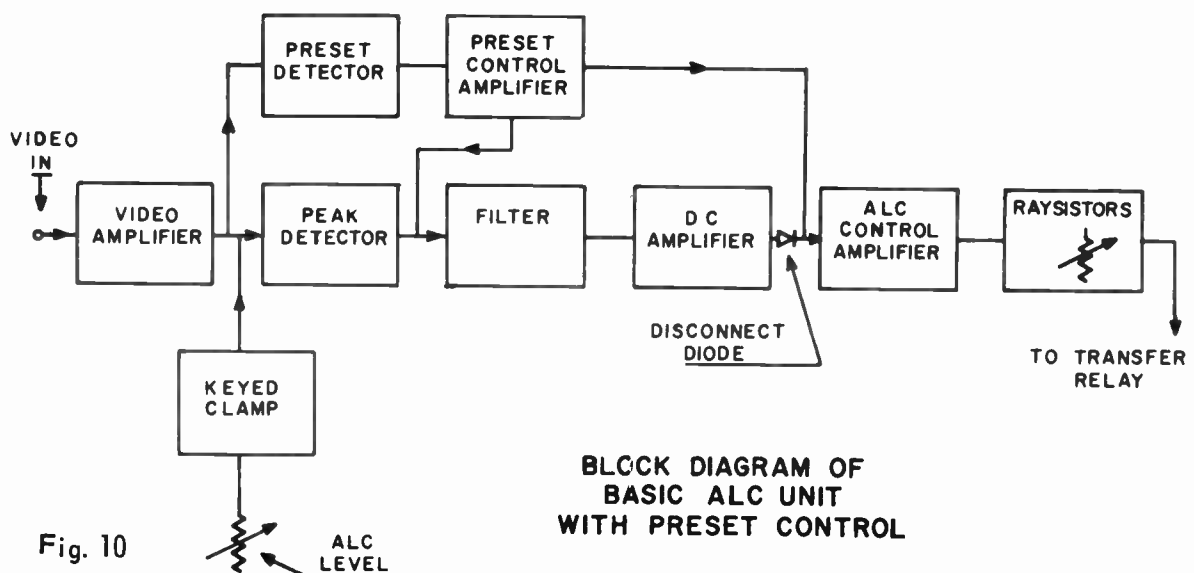 PRESET
DETECTOR
PRESET
CONTROL
AMPLIFIER
VIDEO
IN
VIDEO
AMPLIFIER
PEAK
DETECTOR
FILTER
DC
AMPLIFIER
ALC
CONTROL
AMPLIFIER
RAYSISTORS
DISCONNECT
DIODE
TO TRANSFER
RELAY
KEYED
CLAMP
BLOCK DIAGRAM OF
BASIC ALC UNIT
WITH PRESET CONTROL
Fig. 10
ALC
LEVEL